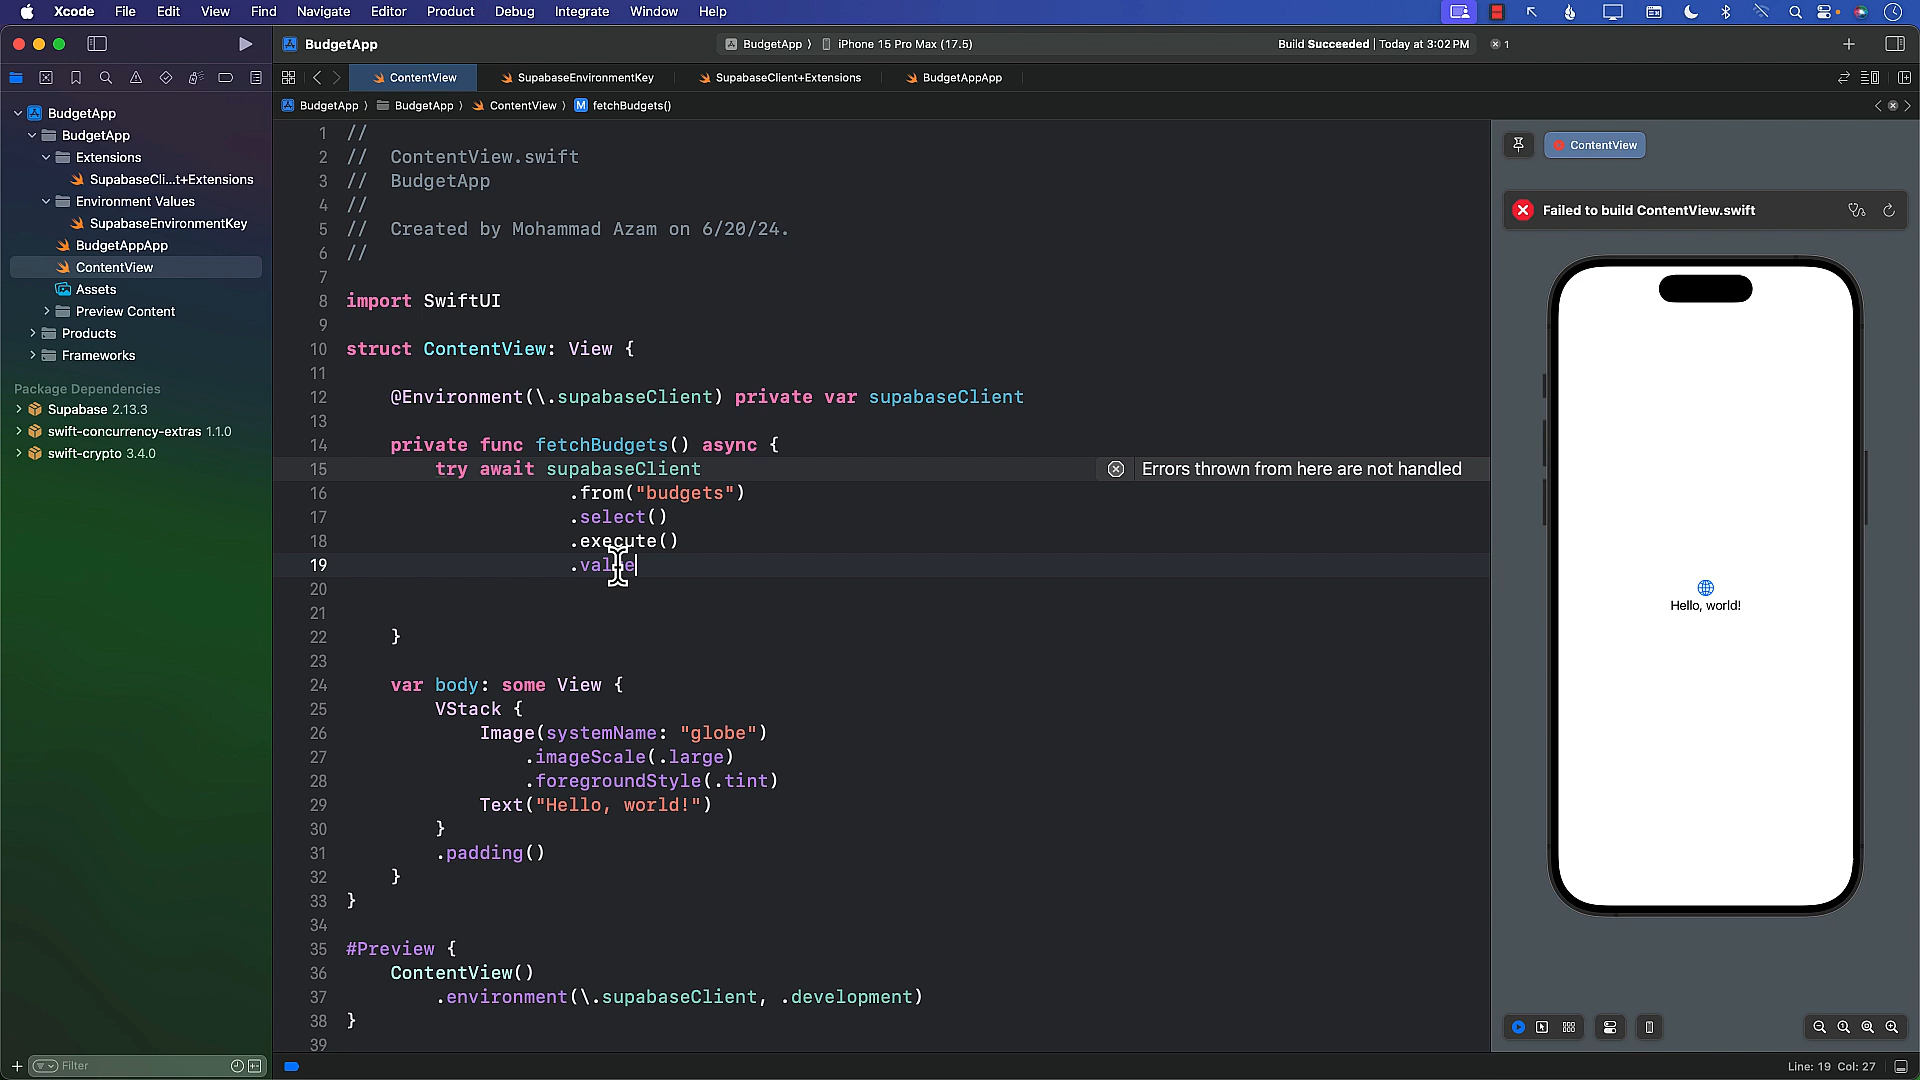 Xcode File Edit View Find Navigate Editor Product Debug Integrate Window Help
BudgetApp
BudgetApp 〉 iPhone 15 Pro Max (17.5)
Build Succeeded | Today at 3:02 PM
1
ContentView
SupabaseEnvironmentKey
SupabaseClient+Extensions
BudgetAppApp
BudgetApp 〉 BudgetApp 〉 ContentView 〉 M fetchBudgets()
BudgetApp
BudgetApp
Extensions
SupabaseCli...t+Extensions
Environment Values
SupabaseEnvironmentKey
BudgetAppApp
ContentView
Assets
Preview Content
Products
Frameworks
Package Dependencies
Supabase 2.13.3
swift-concurrency-extras 1.1.0
swift-crypto 3.4.0
Filter
1 //
2 //  ContentView.swift
3 //  BudgetApp
4 //
5 //  Created by Mohammad Azam on 6/20/24.
6 //
7
8 import SwiftUI
9
10 struct ContentView: View {
11
12     @Environment(\.supabaseClient) private var supabaseClient
13
14     private func fetchBudgets() async {
15         try await supabaseClient
Errors thrown from here are not handled
16                     .from("budgets")
17                     .select()
18                     .execute()
19                     .value
20
21
22     }
23
24     var body: some View {
25         VStack {
26             Image(systemName: "globe")
27                 .imageScale(.large)
28                 .foregroundStyle(.tint)
29             Text("Hello, world!")
30         }
31         .padding()
32     }
33 }
34
35 #Preview {
36     ContentView()
37         .environment(\.supabaseClient, .development)
38 }
39
ContentView
Failed to build ContentView.swift
Hello, world!
Line: 19 Col: 27